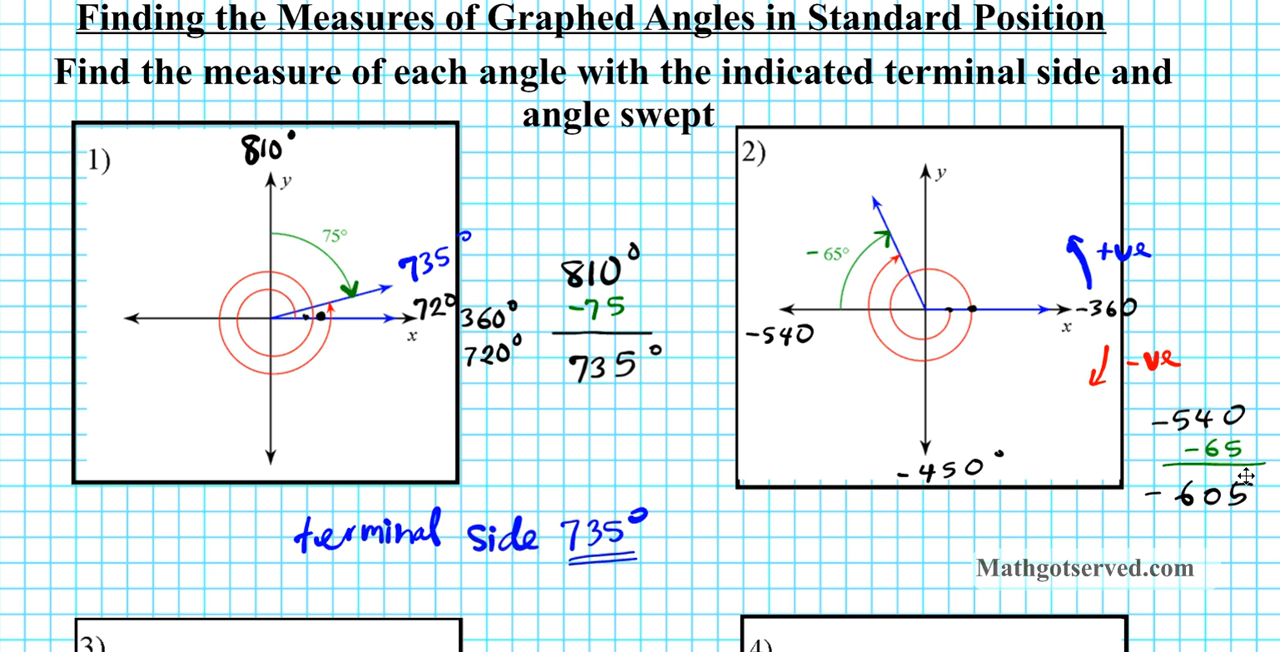 Finding the Measures of Graphed Angles in Standard Position
Find the measure of each angle with the indicated terminal side and
angle swept
1)
810°
y
75°
735°
720
x
360°
720°
810°
-75
735°
terminal side 735°
2)
y
- 65°
+ve
-360
x
-540
-ve
-450°
-540
-65
-605
Mathgotserved.com
3)
4)